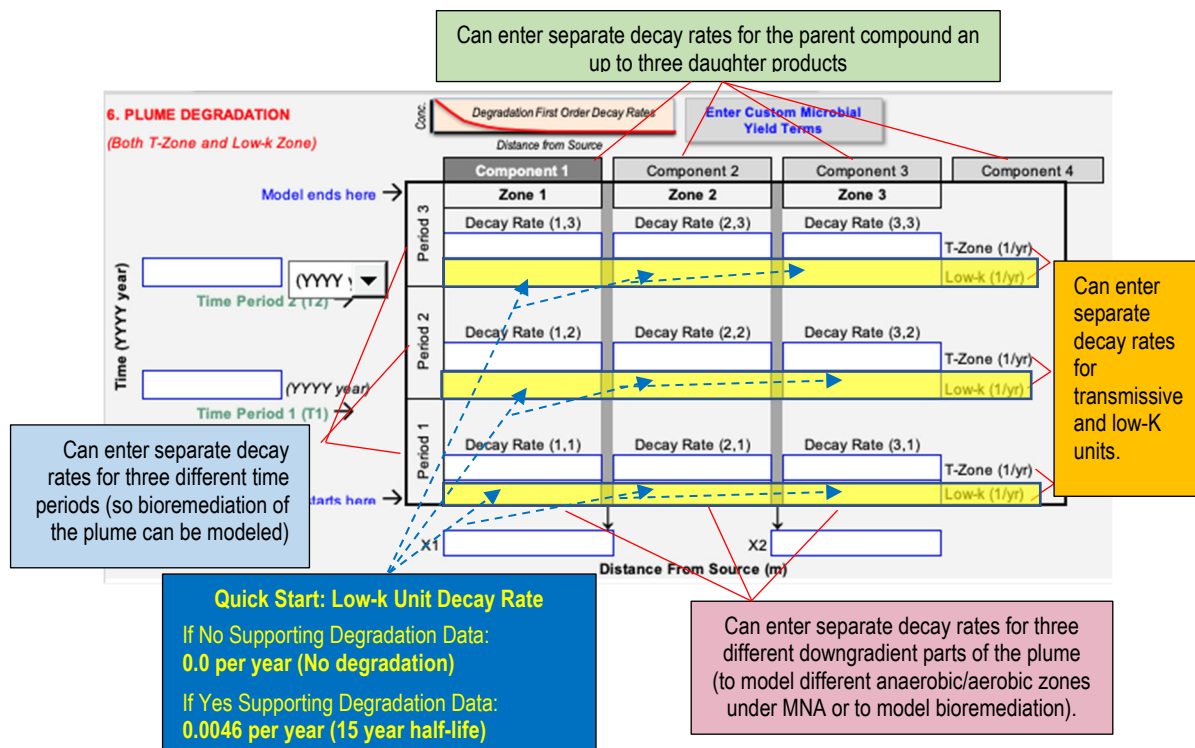 Can enter separate decay rates for the parent compound an
up to three daughter products
6. PLUME DEGRADATION
(Both T-Zone and Low-k Zone)
Conc.
Degradation First Order Decay Rates
Distance from Source
Enter Custom Microbial
Yield Terms
Component 1
Component 2
Component 3
Component 4
Model ends here
Zone 1
Zone 2
Zone 3
Time (YYYY year)
Period 3
Decay Rate (1,3)
Decay Rate (2,3)
Decay Rate (3,3)
T-Zone (1/yr)
Low-k (1/yr)
(YYYY y
Time Period 2 (T2)
Period 2
Decay Rate (1,2)
Decay Rate (2,2)
Decay Rate (3,2)
T-Zone (1/yr)
Low-k (1/yr)
(YYYY year)
Time Period 1 (T1)
Period 1
Decay Rate (1,1)
Decay Rate (2,1)
Decay Rate (3,1)
T-Zone (1/yr)
Low-k (1/yr)
starts here
X1
X2
Distance From Source (m)
Can enter
separate
decay rates
for
transmissive
and low-K
units.
Can enter separate decay
rates for three different time
periods (so bioremediation of
the plume can be modeled)
Quick Start: Low-k Unit Decay Rate
If No Supporting Degradation Data:
0.0 per year (No degradation)
If Yes Supporting Degradation Data:
0.0046 per year (15 year half-life)
Can enter separate decay rates for three
different downgradient parts of the plume
(to model different anaerobic/aerobic zones
under MNA or to model bioremediation).